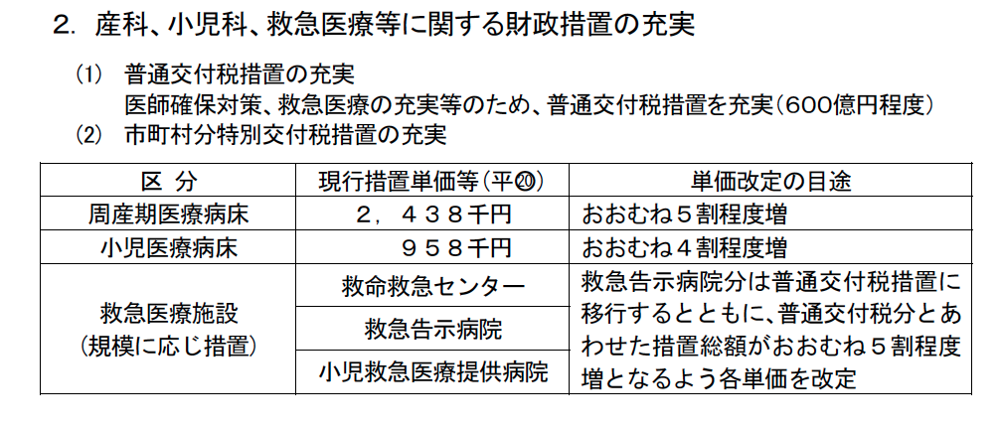 ２．産科、小児科、救急医療等に関する財政措置の充実
(1) 普通交付税措置の充実
医師確保対策、救急医療の充実等のため、普通交付税措置を充実（600億円程度）
(2) 市町村分特別交付税措置の充実
区 分 現行措置単価等（平⑳） 単価改定の目途
周産期医療病床 ２，４３８千円 おおむね５割程度増
小児医療病床 ９５８千円 おおむね４割程度増
救急医療施設
（規模に応じ措置）
救命救急センター
救急告示病院
小児救急医療提供病院
救急告示病院分は普通交付税措置に
移行するとともに、普通交付税分とあ
わせた措置総額がおおむね５割程度
増となるよう各単価を改定